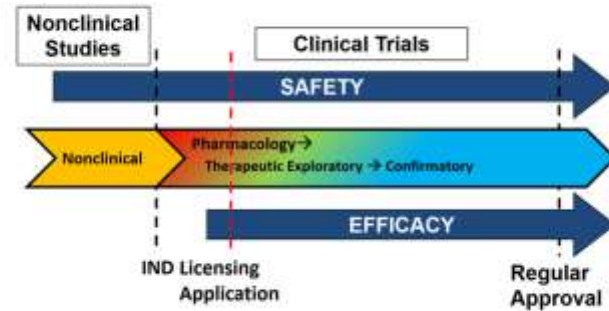 Nonclinical
Studies
Clinical Trials
SAFETY
Nonclinical
Pharmacology→
Therapeutic Exploratory → Confirmatory
EFFICACY
IND Licensing
Application
Regular
Approval